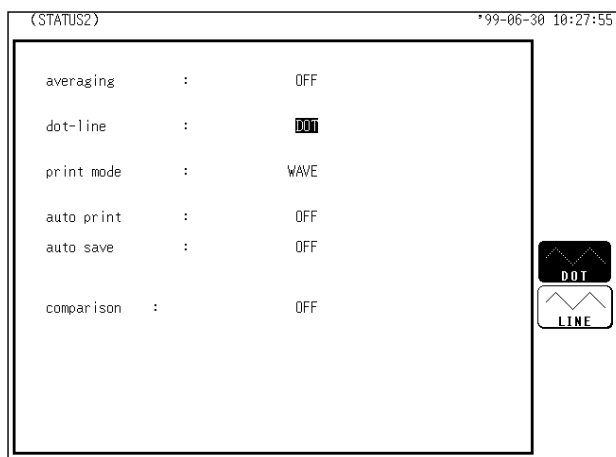 (STATUS2) '99-06-30 10:27:55
averaging : OFF
dot-line : DOT
print mode : WAVE
auto print : OFF
auto save : OFF
DOT
comparison : OFF
LINE